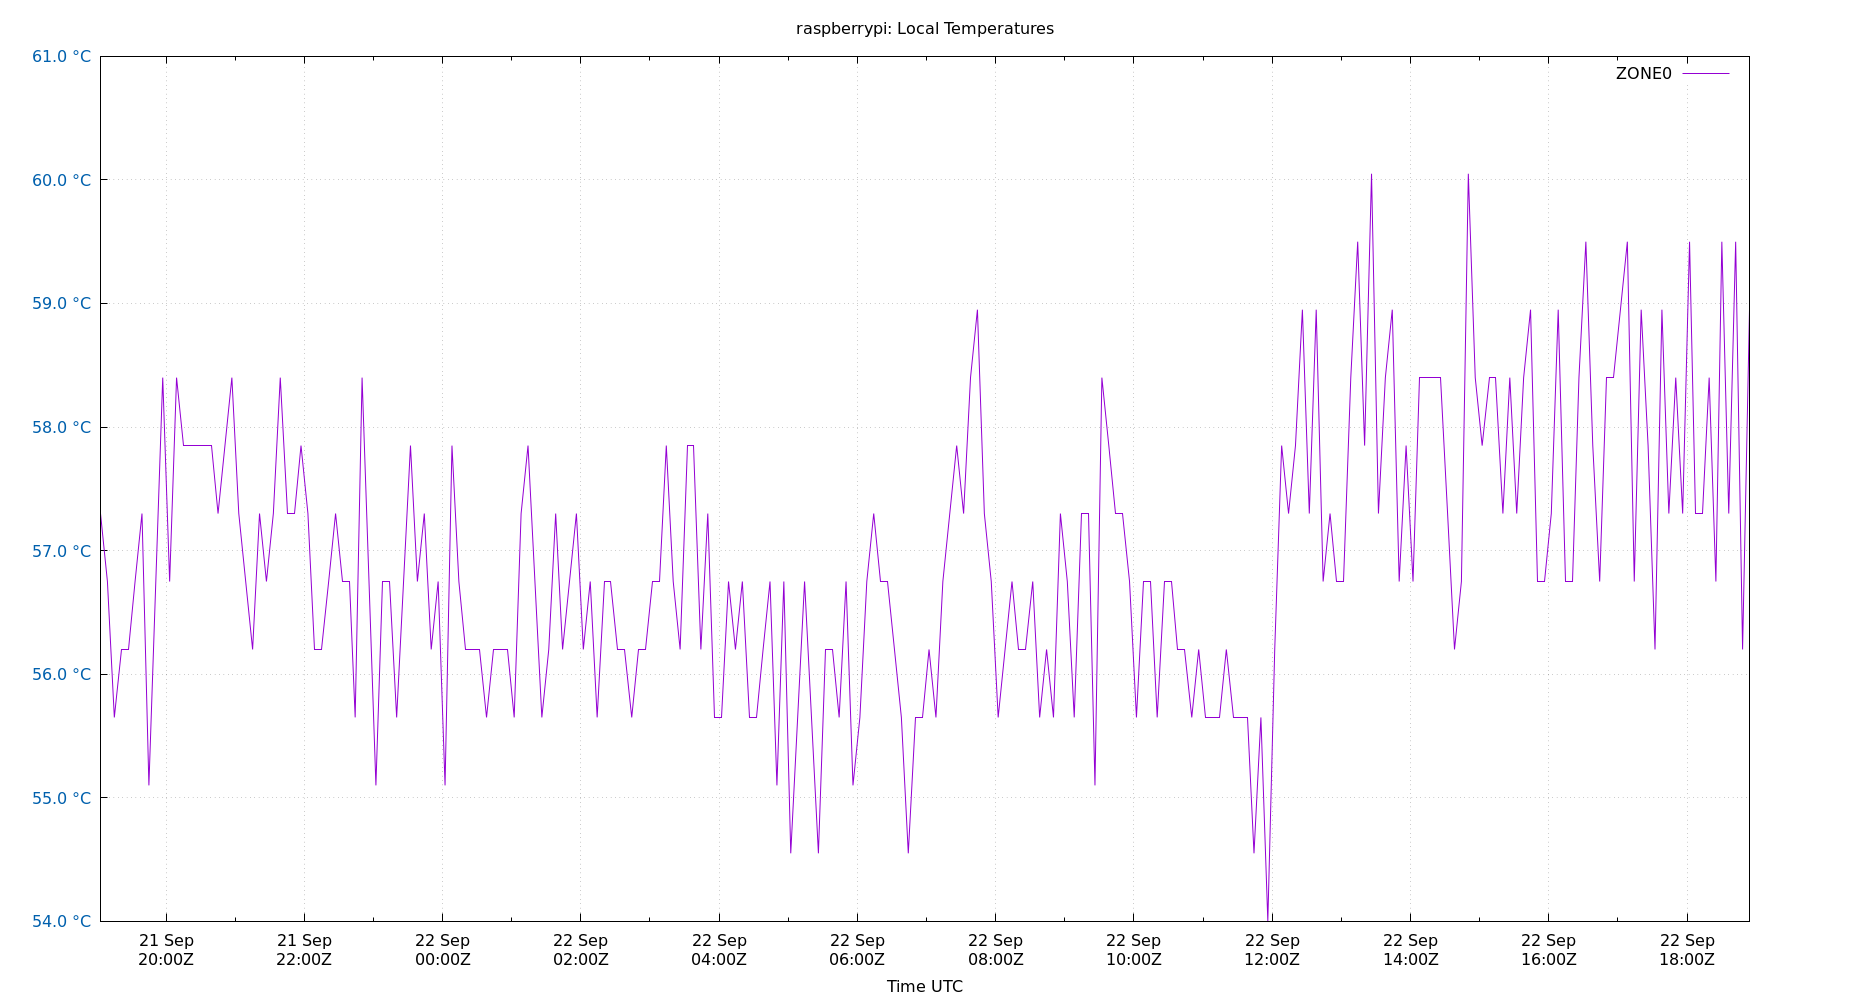 raspberrypi: Local Temperatures
ZONE0
61.0 °C
60.0 °C
59.0 °C
58.0 °C
57.0 °C
56.0 °C
55.0 °C
54.0 °C
21 Sep 21 Sep 22 Sep 22 Sep 22 Sep 22 Sep 22 Sep 22 Sep 22 Sep 22 Sep 22 Sep 22 Sep
20:00Z 22:00Z 00:00Z 02:00Z 04:00Z 06:00Z 08:00Z 10:00Z 12:00Z 14:00Z 16:00Z 18:00Z
Time UTC